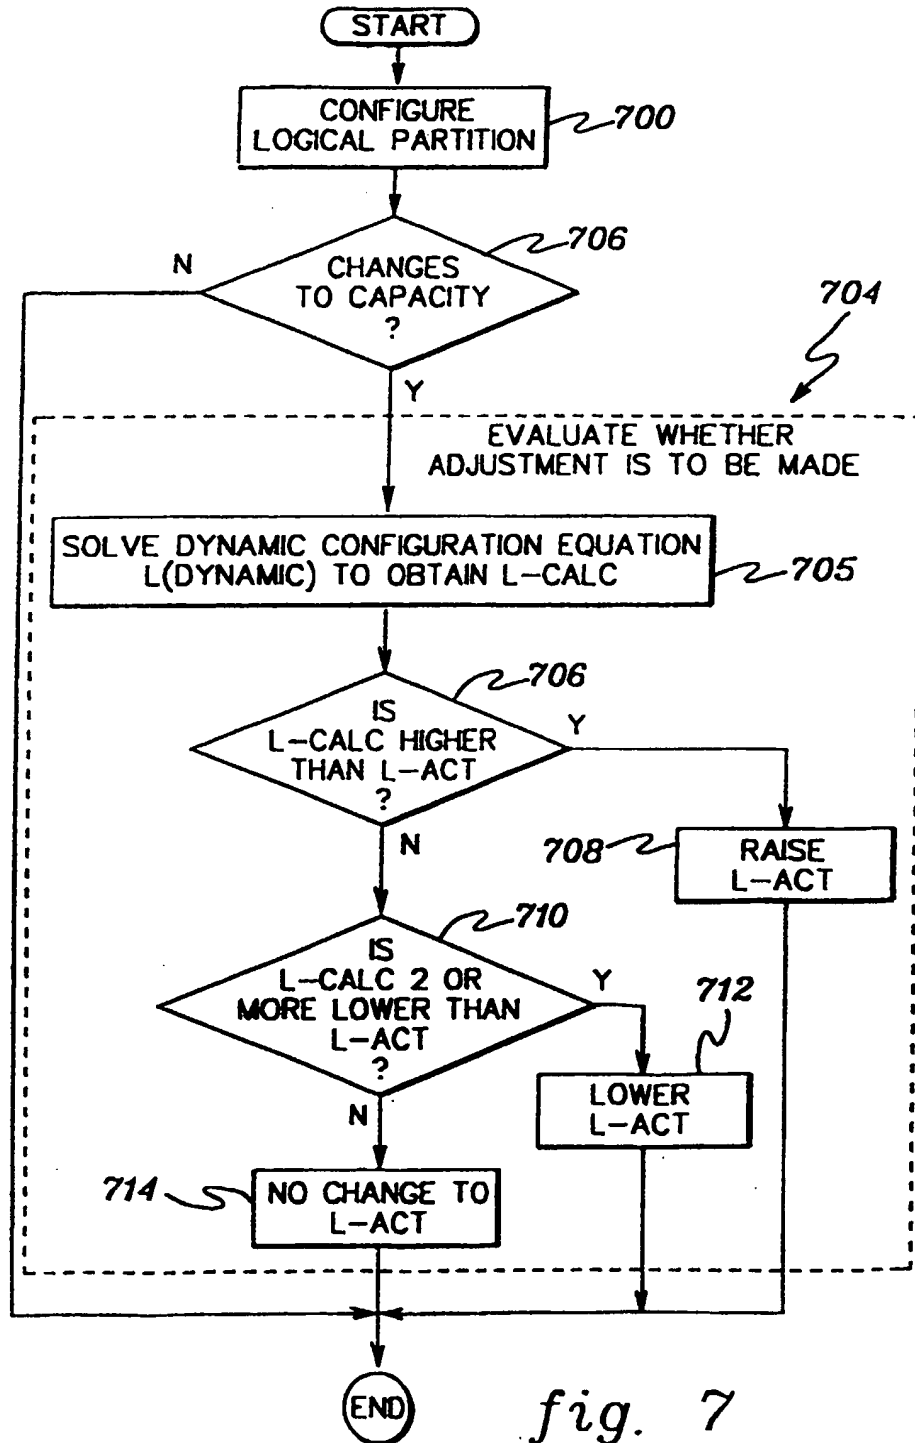 START
CONFIGURE
LOGICAL PARTITION
700
706
N
CHANGES
TO CAPACITY
?
704
Y
EVALUATE WHETHER
ADJUSTMENT IS TO BE MADE
SOLVE DYNAMIC CONFIGURATION EQUATION
L(DYNAMIC) TO OBTAIN L-CALC
705
706
IS
L-CALC HIGHER
THAN L-ACT
?
Y
N
708
RAISE
L-ACT
710
IS
L-CALC 2 OR
MORE LOWER THAN
L-ACT
?
Y
712
N
LOWER
L-ACT
714
NO CHANGE TO
L-ACT
END
fig. 7